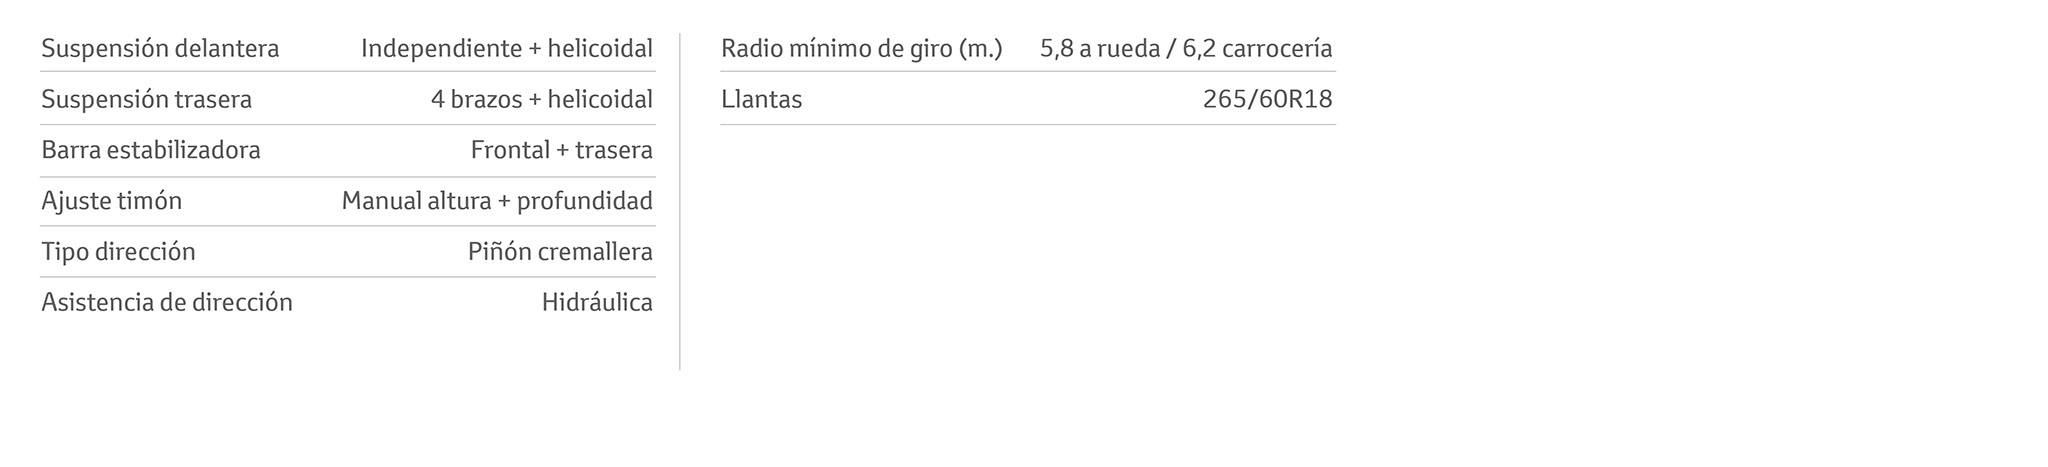 Suspensión delantera Independiente + helicoidal
Suspensión trasera 4 brazos + helicoidal
Barra estabilizadora Frontal + trasera
Ajuste timón Manual altura + profundidad
Tipo dirección Piñón cremallera
Asistencia de dirección Hidráulica
Radio mínimo de giro (m.) 5,8 a rueda / 6,2 carrocería
Llantas 265/60R18